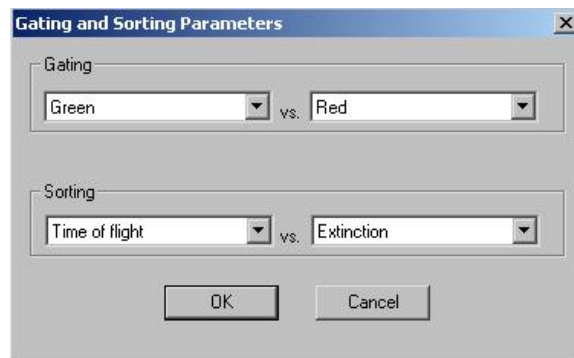 Gating and Sorting Parameters
Gating
Green vs. Red
Sorting
Time of flight vs. Extinction
OK Cancel